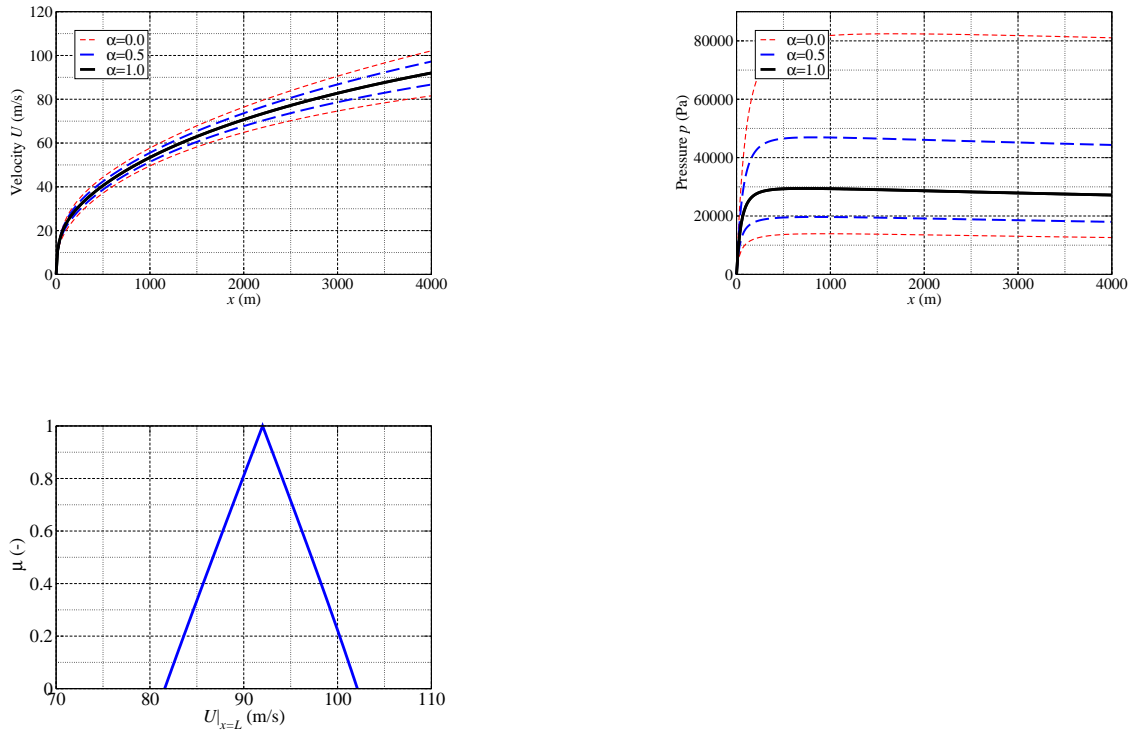 120
100
80
60
40
20
0
Velocity U (m/s)
α=0.0
α=0.5
α=1.0
0 1000 2000 3000 4000
x (m)
80000
60000
40000
20000
0
Pressure p (Pa)
α=0.0
α=0.5
α=1.0
0 1000 2000 3000 4000
x (m)
1
0.8
0.6
0.4
0.2
0
μ (-)
70 80 90 100 110
U|x=L (m/s)